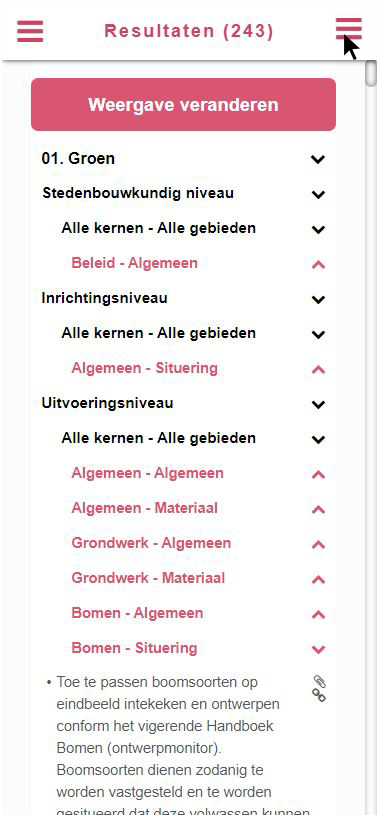 Resultaten (243)
Weergave veranderen
01. Groen
Stedenbouwkundig niveau
Alle kernen - Alle gebieden
Beleid - Algemeen
Inrichtingsniveau
Alle kernen - Alle gebieden
Algemeen - Situering
Uitvoeringsniveau
Alle kernen - Alle gebieden
Algemeen - Algemeen
Algemeen - Materiaal
Grondwerk - Algemeen
Grondwerk - Materiaal
Bomen - Algemeen
Bomen - Situering
• Toe te passen boomsoorten op
eindbeeld intekeken en ontwerpen
conform het vigerende Handboek
Bomen (ontwerpmonitor).
Boomsoorten dienen zodanig te
worden vastgesteld en te worden
gesitueerd dat deze volwassen kunnen